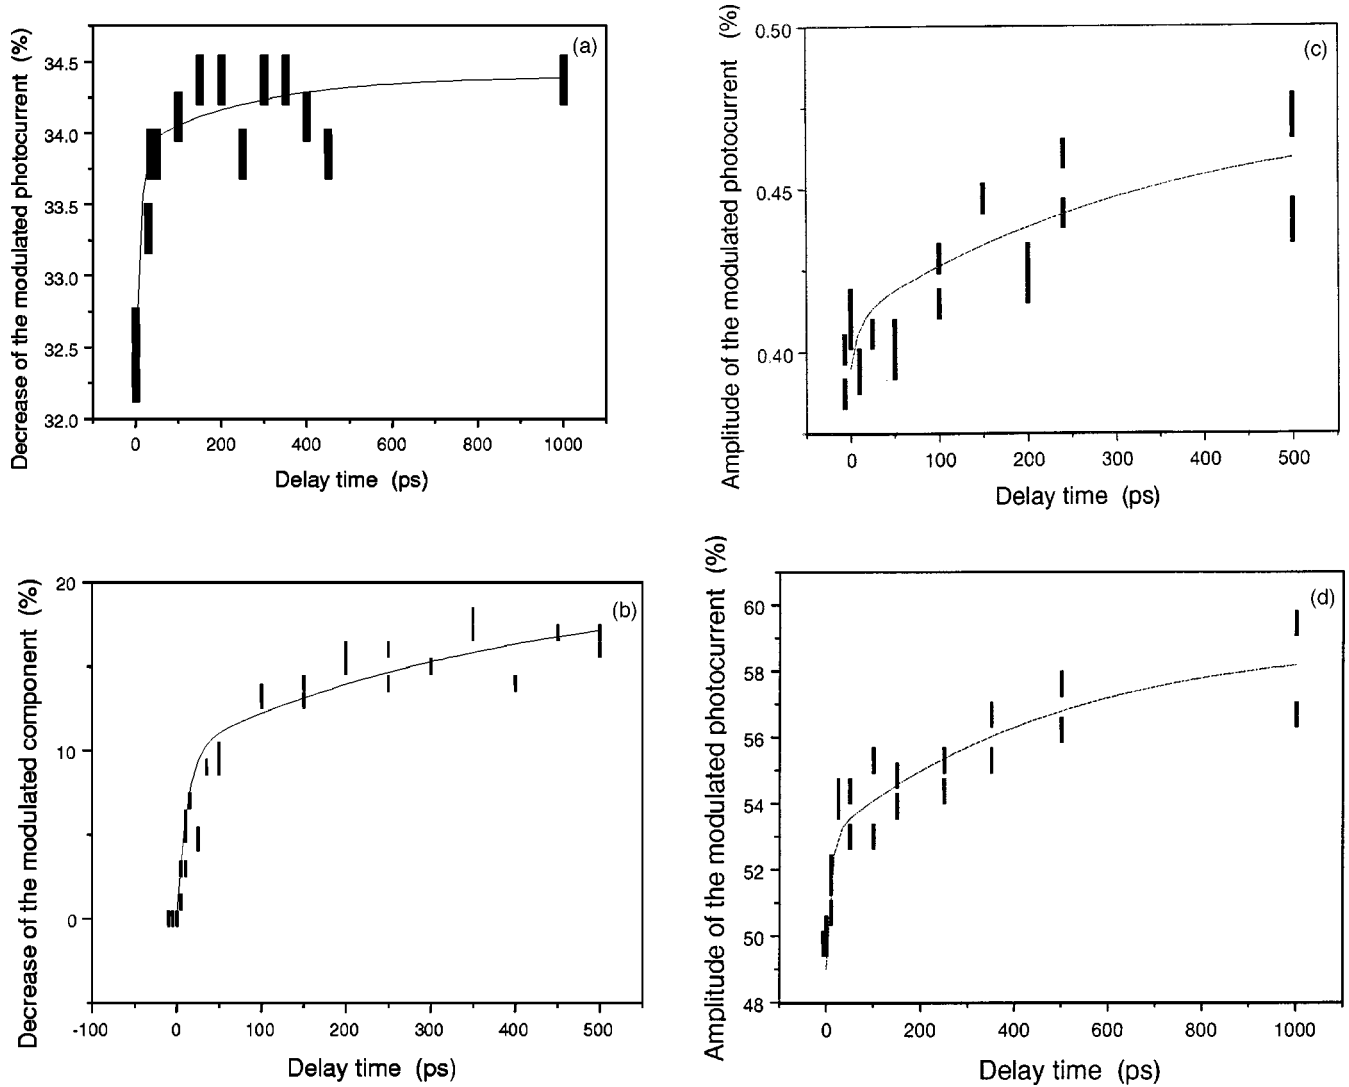 (a)
Decrease of the modulated photocurrent (%)
34.5
34.0
33.5
33.0
32.5
32.0
0 200 400 600 800 1000
Delay time (ps)
(c)
Amplitude of the modulated photocurrent (%)
0.50
0.45
0.40
0 100 200 300 400 500
Delay time (ps)
(b)
Decrease of the modulated component (%)
20
10
0
-100 0 100 200 300 400 500
Delay time (ps)
(d)
Amplitude of the modulated photocurrent (%)
60
58
56
54
52
50
48
0 200 400 600 800 1000
Delay time (ps)